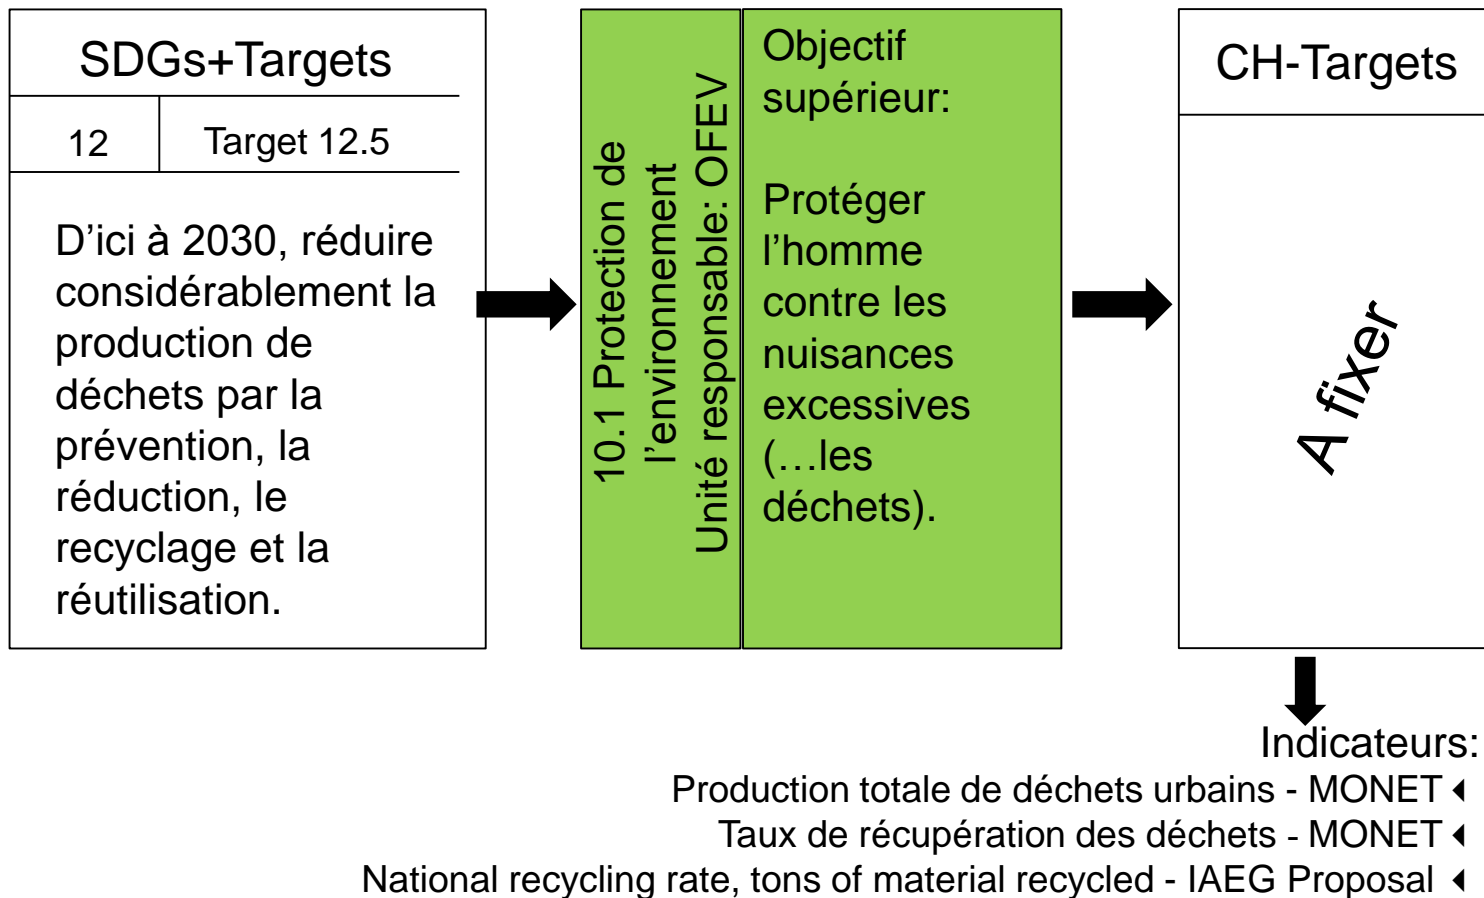 SDGs+Targets
12
Target 12.5
D’ici à 2030, réduire
considérablement la
production de
déchets par la
prévention, la
réduction, le
recyclage et la
réutilisation.
10.1 Protection de
l’environnement
Unité responsable: OFEV
Objectif
supérieur:
Protéger
l’homme
contre les
nuisances
excessives
(…les
déchets).
CH-Targets
A fixer
Indicateurs:
Production totale de déchets urbains - MONET
Taux de récupération des déchets - MONET
National recycling rate, tons of material recycled - IAEG Proposal